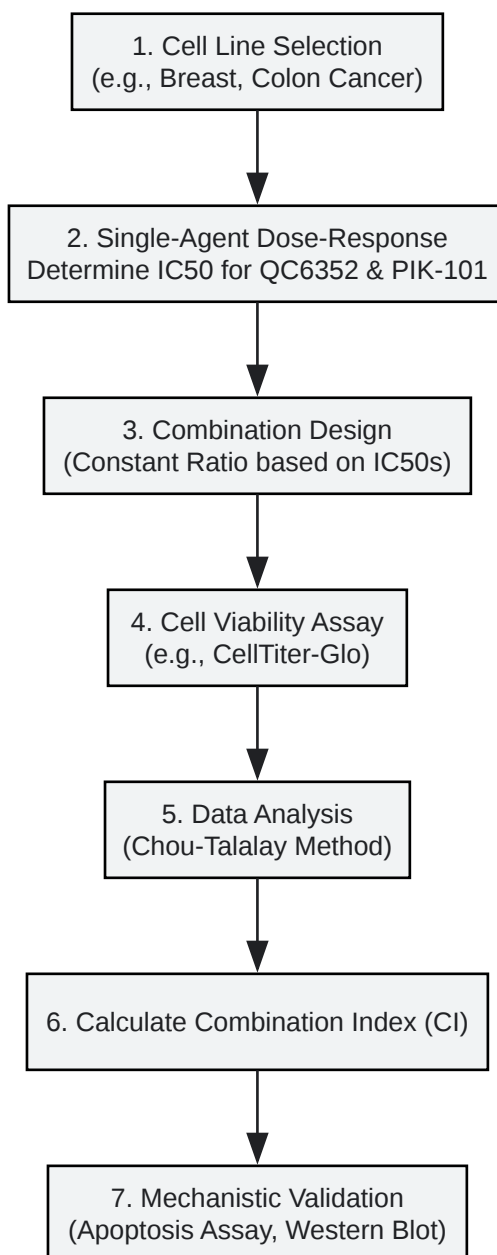 1. Cell Line Selection
(e.g., Breast, Colon Cancer)
2. Single-Agent Dose-Response
Determine IC50 for QC6352 & PIK-101
3. Combination Design
(Constant Ratio based on IC50s)
4. Cell Viability Assay
(e.g., CellTiter-Glo)
5. Data Analysis
(Chou-Talalay Method)
6. Calculate Combination Index (CI)
7. Mechanistic Validation
(Apoptosis Assay, Western Blot)